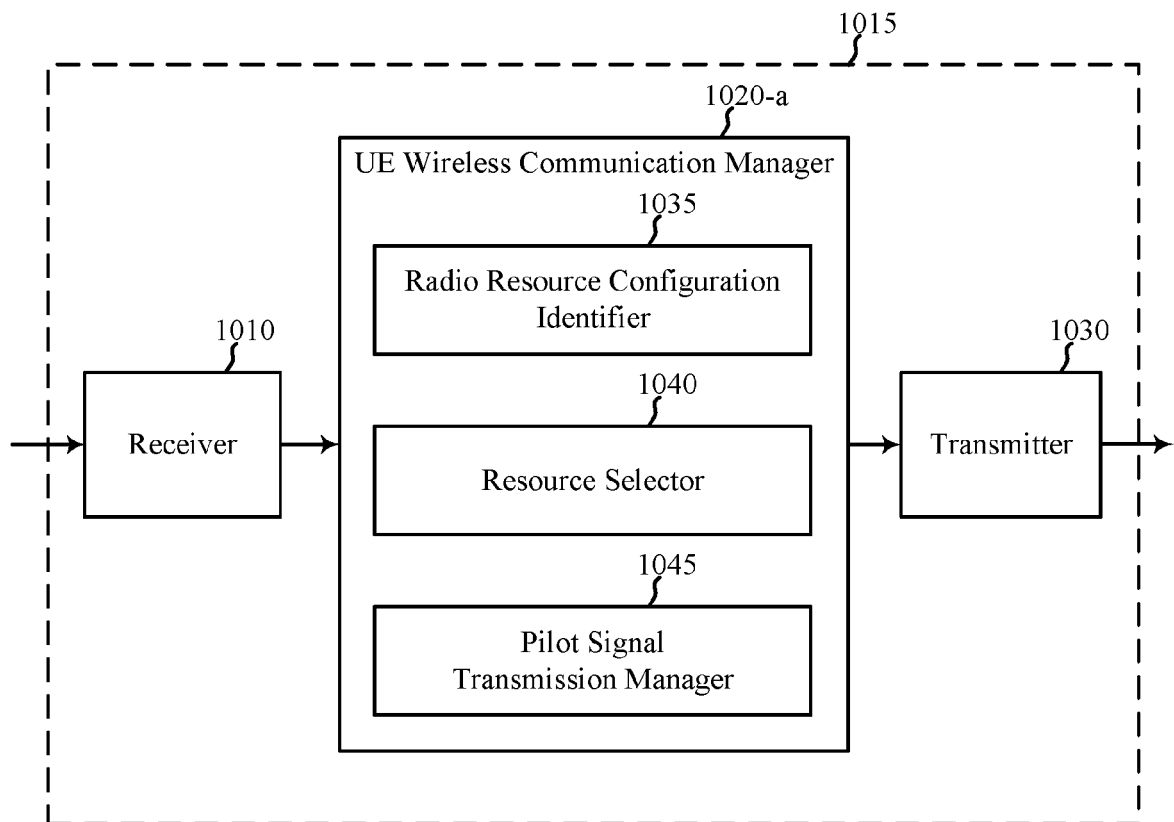 1015
1020-a
UE Wireless Communication Manager
1035
Radio Resource Configuration
Identifier
1010
Receiver
1040
Resource Selector
1030
Transmitter
1045
Pilot Signal
Transmission Manager